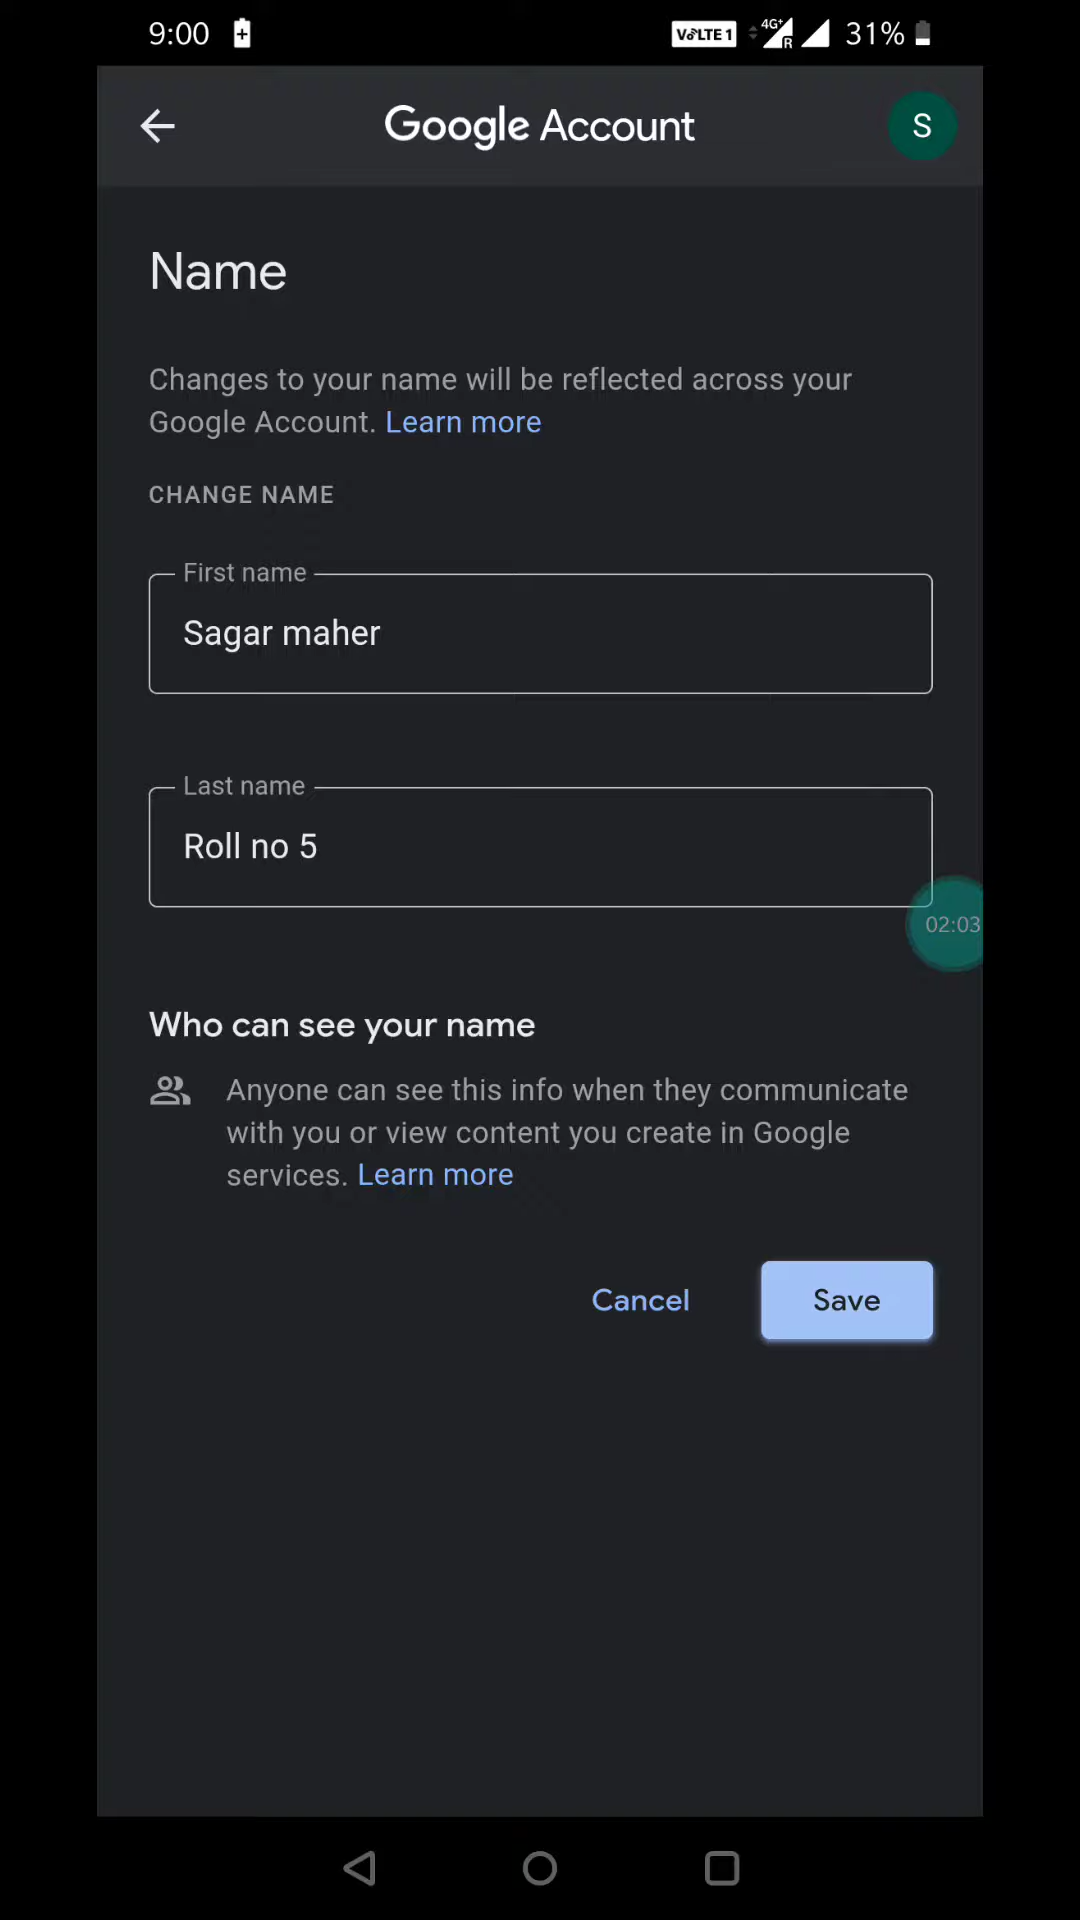 9:00 VoLTE 1 4G+ R 31%
Google Account S
Name
Changes to your name will be reflected across your
Google Account. Learn more
CHANGE NAME
First name
Sagar maher
Last name
Roll no 5
02:03
Who can see your name
Anyone can see this info when they communicate
with you or view content you create in Google
services. Learn more
Cancel Save